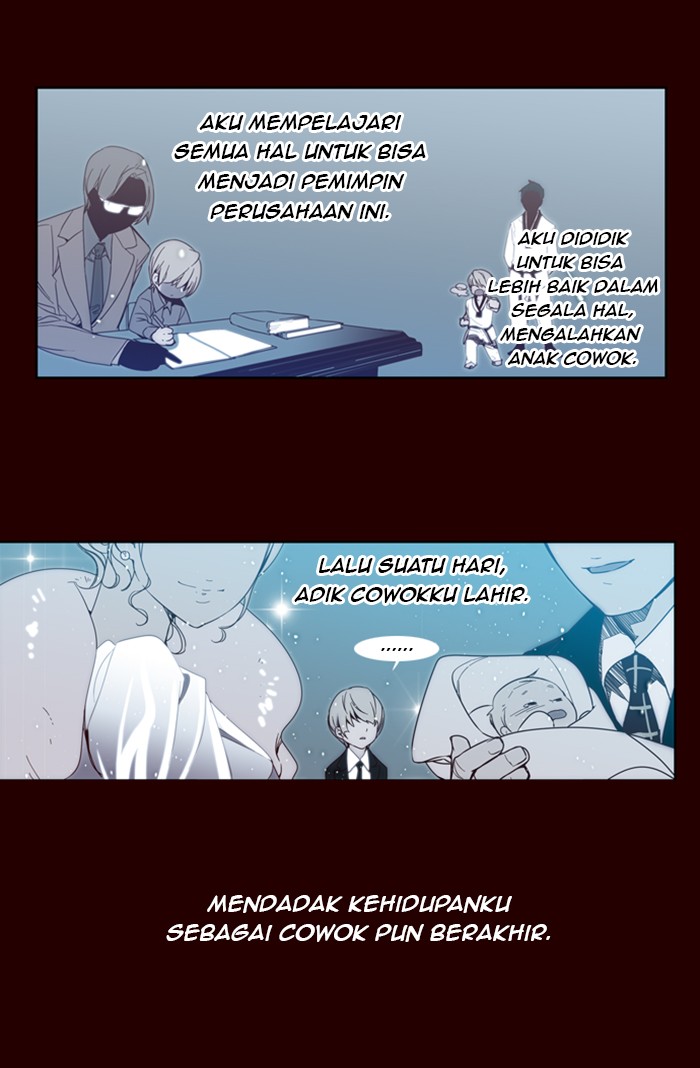 AKU MEMPELAJARI
SEMUA HAL UNTUK BISA
MENJADI PEMIMPIN
PERUSAHAAN INI.
AKU DIDIDIK
UNTUK BISA
LEBIH BAIK DALAM
SEGALA HAL,
MENGALAHKAN
ANAK COWOK.
LALU SUATU HARI,
ADIK COWOKKU LAHIR.
......
MENDADAK KEHIDUPANKU
SEBAGAI COWOK PUN BERAKHIR.